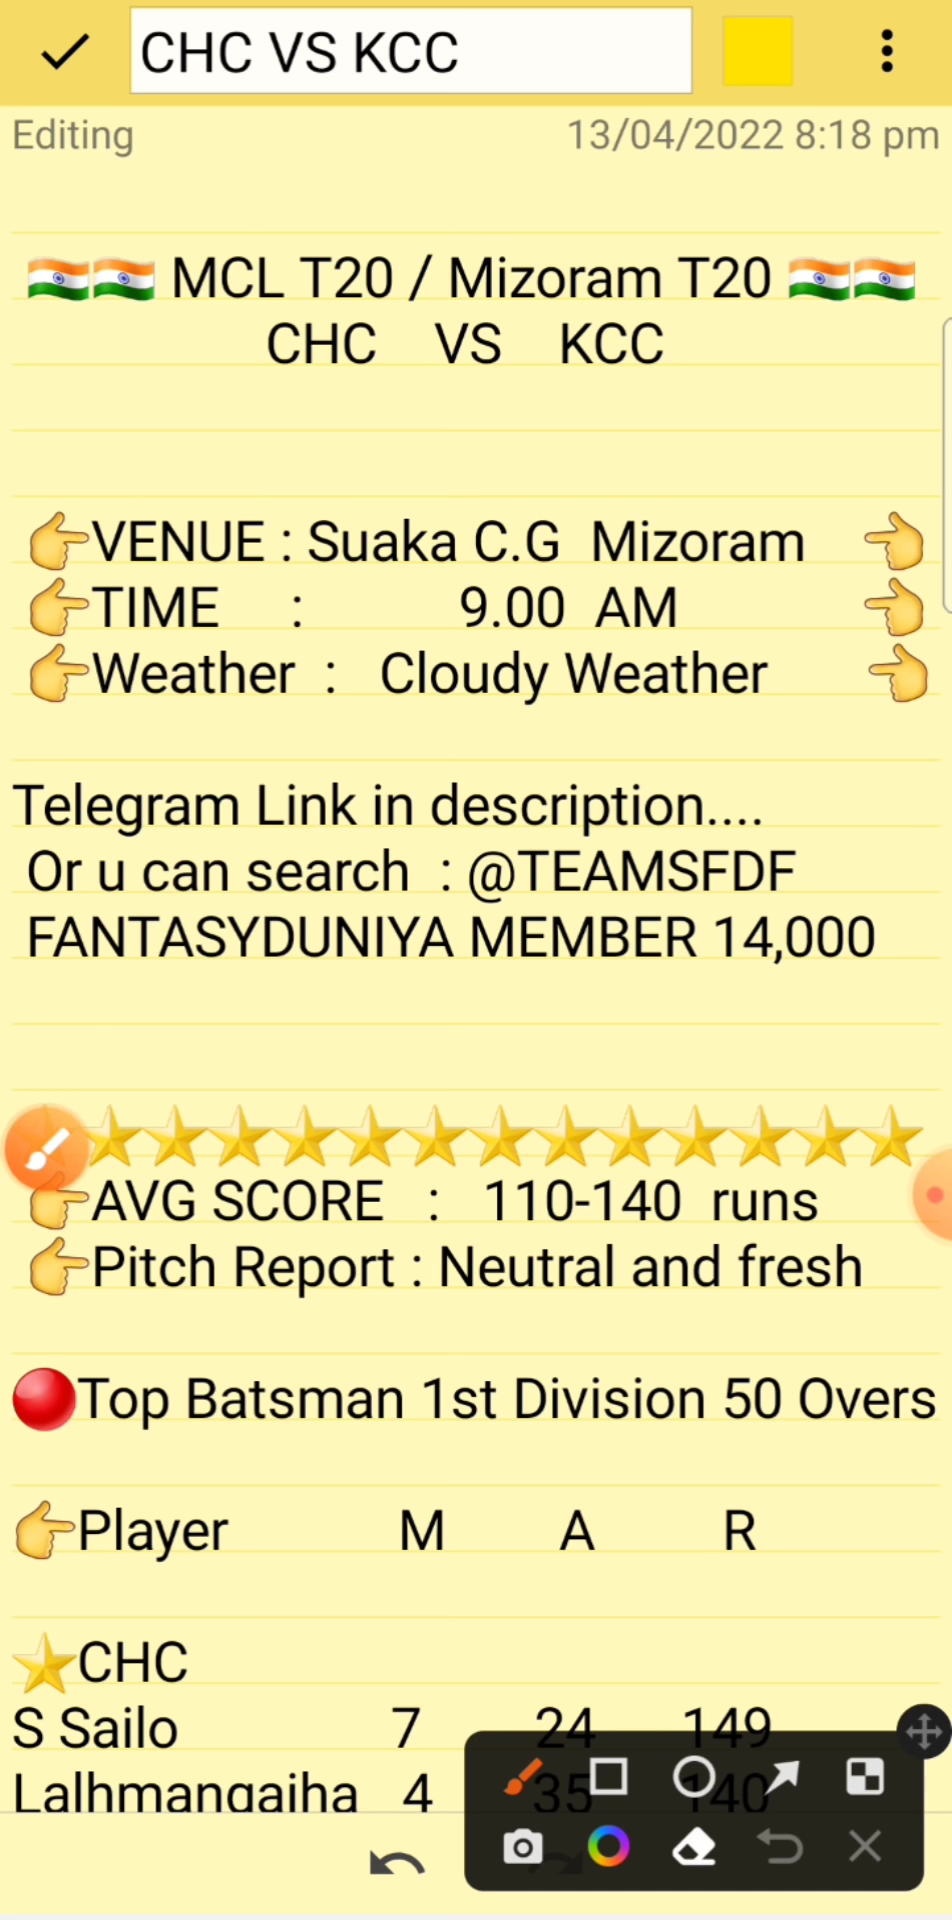 CHC VS KCC
Editing 13/04/2022 8:18 pm
🇮🇳🇮🇳 MCL T20 / Mizoram T20 🇮🇳🇮🇳
CHC VS KCC
👉VENUE : Suaka C.G Mizoram 👈
👉TIME : 9.00 AM 👈
👉Weather : Cloudy Weather 👈
Telegram Link in description....
Or u can search : @TEAMSFDF
FANTASYDUNIYA MEMBER 14,000
⭐⭐⭐⭐⭐⭐⭐⭐⭐⭐⭐⭐⭐
👉AVG SCORE : 110-140 runs
👉Pitch Report : Neutral and fresh
🔴Top Batsman 1st Division 50 Overs
👉Player M A R
⭐CHC
S Sailo 7 24 149
Lalhmangaiha 4 35 140